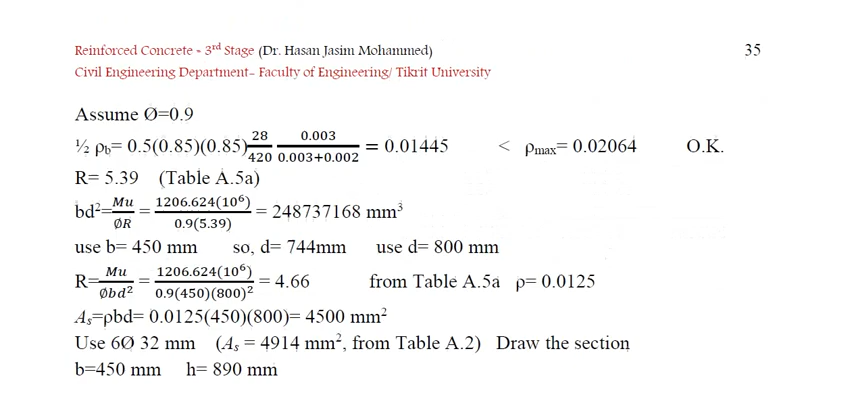 Reinforced Concrete - 3rd Stage (Dr. Hasan Jasim Mohammed) 35
Civil Engineering Department- Faculty of Engineering/ Tikrit University
Assume Ø=0.9
½ ρb= 0.5(0.85)(0.85) 28/420 0.003/0.003+0.002 = 0.01445 < ρmax= 0.02064 O.K.
R= 5.39 (Table A.5a)
bd²= Mu/ØR = 1206.624(10⁶)/0.9(5.39) = 248737168 mm³
use b= 450 mm so, d= 744mm use d= 800 mm
R= Mu/Øbd² = 1206.624(10⁶)/0.9(450)(800)² = 4.66 from Table A.5a ρ= 0.0125
As=ρbd= 0.0125(450)(800)= 4500 mm²
Use 6Ø 32 mm (As = 4914 mm², from Table A.2) Draw the section
b=450 mm h= 890 mm